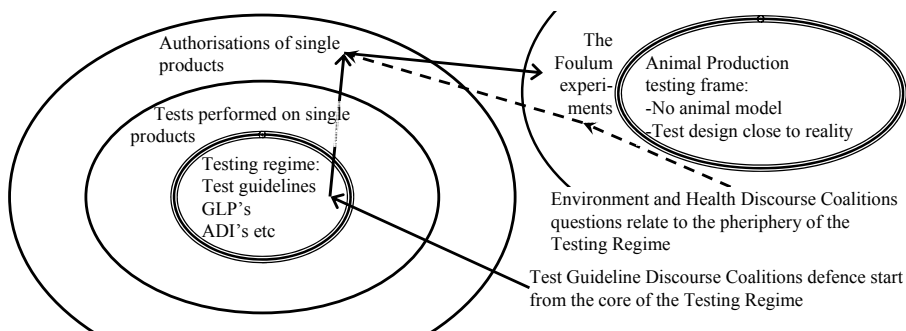 Authorisations of single
products
Tests performed on single
products
Testing regime:
Test guidelines
GLP's
ADI's etc
The
Foulum
experi-
ments
Animal Production
testing frame:
-No animal model
-Test design close to reality
Environment and Health Discourse Coalitions
questions relate to the pheriphery of the
Testing Regime
Test Guideline Discourse Coalitions defence start
from the core of the Testing Regime